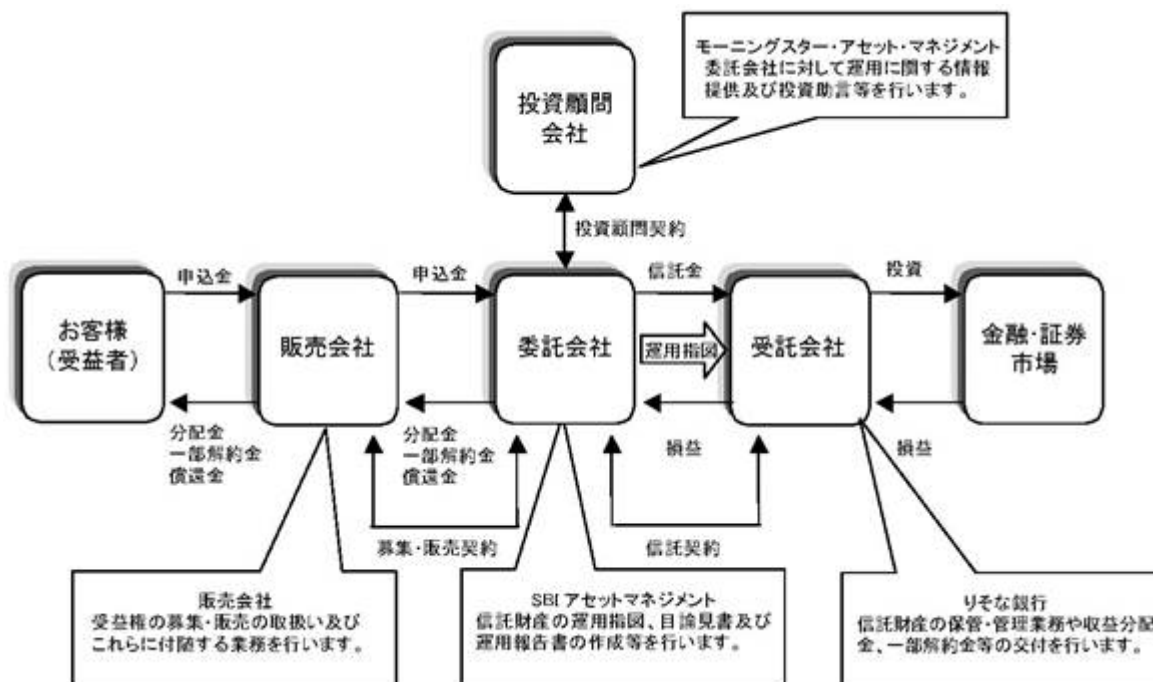 モーニングスター・アセット・マネジメント
委託会社に対して運用に関する情報
提供及び投資助言等を行います。
投資顧問
会社
投資顧問契約
申込金
申込金
信託金
投資
お客様
(受益者)
販売会社
委託会社
運用指図
受託会社
金融・証券
市場
分配金
一部解約金
償還金
分配金
一部解約金
償還金
損益
損益
募集・販売契約
信託契約
販売会社
受益権の募集・販売の取扱い及び
これらに付随する業務を行います。
SBI アセットマネジメント
信託財産の運用指図、目論見書及び
運用報告書の作成等を行います。
りそな銀行
信託財産の保管・管理業務や収益分配
金、一部解約金等の交付を行います。